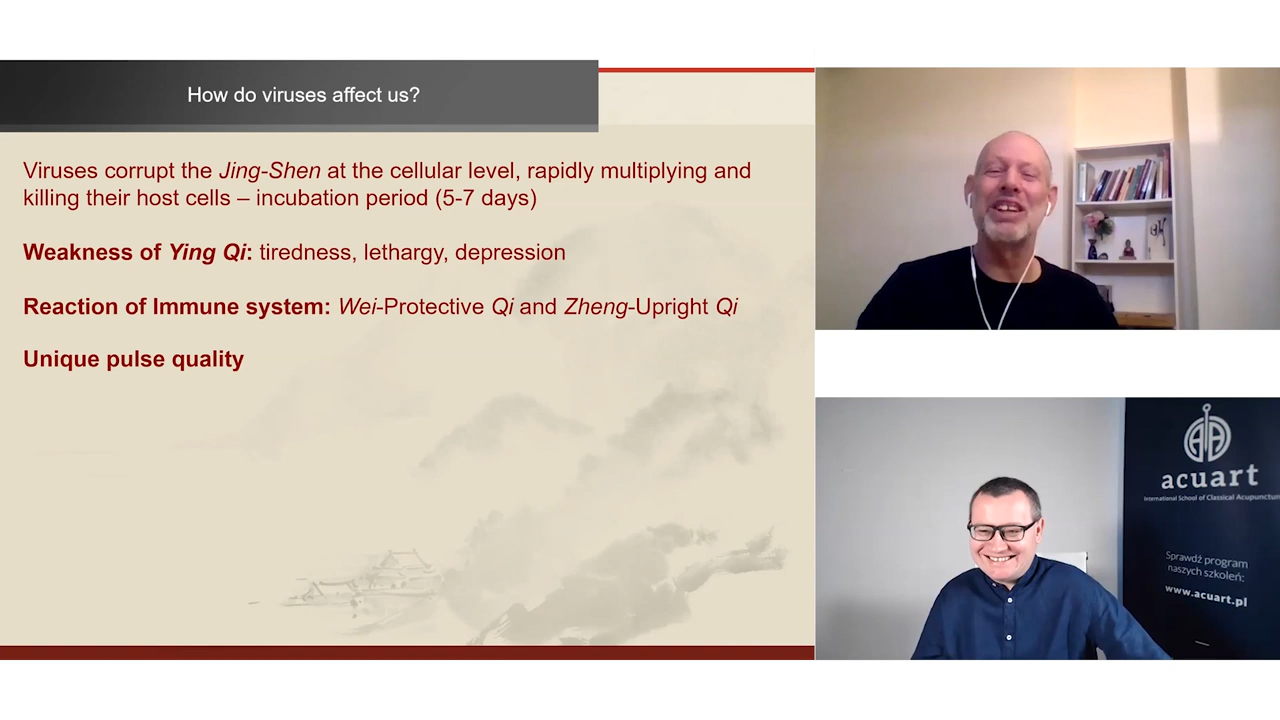 How do viruses affect us?
Viruses corrupt the Jing-Shen at the cellular level, rapidly multiplying and
killing their host cells – incubation period (5-7 days)
Weakness of Ying Qi: tiredness, lethargy, depression
Reaction of Immune system: Wei-Protective Qi and Zheng-Upright Qi
Unique pulse quality
acuart
International School of Classical Acupunctur
Sprawdź program
naszych szkoleń:
www.acuart.pl